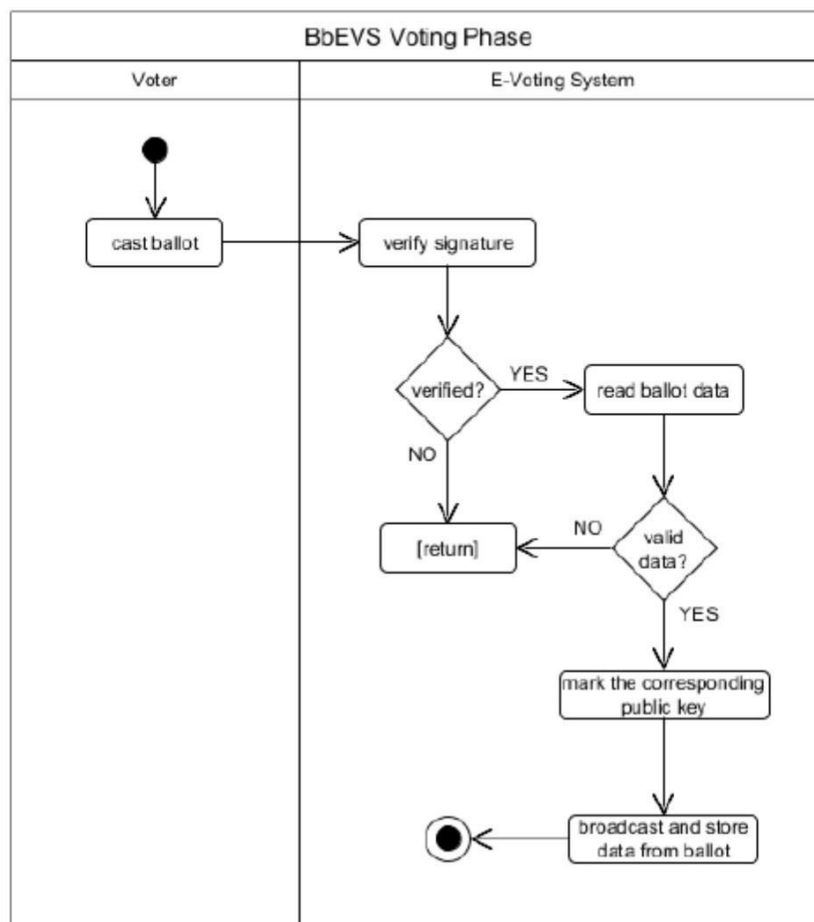 BbEVS Voting Phase
Voter
E-Voting System
cast ballot
verify signature
verified?
YES
read ballot data
NO
[return]
NO
valid
data?
YES
mark the corresponding
public key
broadcast and store
data from ballot